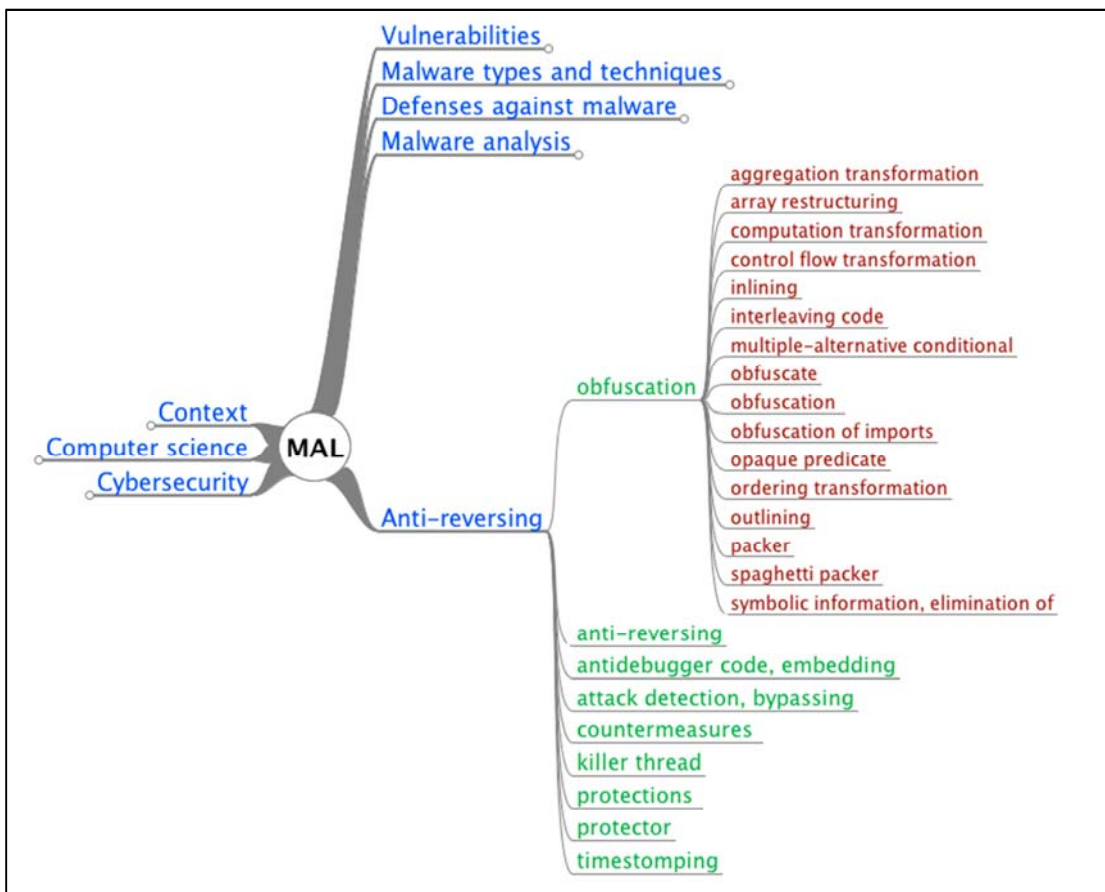 Vulnerabilities
Malware types and techniques
Defenses against malware
Malware analysis
Context
Computer science
Cybersecurity
MAL
Anti-reversing
obfuscation
aggregation transformation
array restructuring
computation transformation
control flow transformation
inlining
interleaving code
multiple-alternative conditional
obfuscate
obfuscation
obfuscation of imports
opaque predicate
ordering transformation
outlining
packer
spaghetti packer
symbolic information, elimination of
anti-reversing
antidebugger code, embedding
attack detection, bypassing
countermeasures
killer thread
protections
protector
timestomping